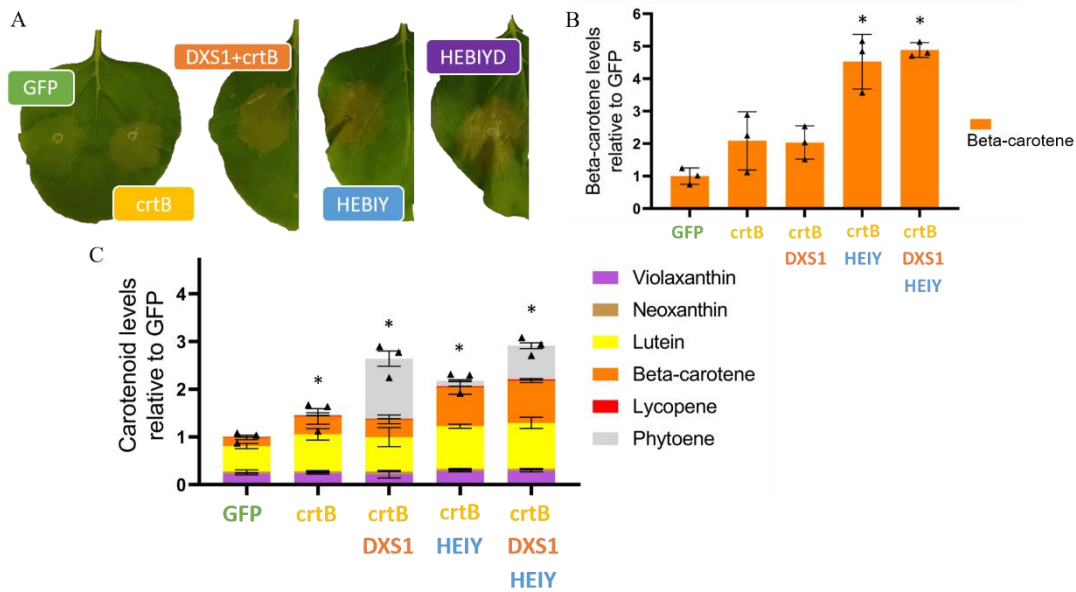 A
GFP
DXS1+crtB
crtB
HEBIY
HEBIYD
B
Beta-carotene levels
relative to GFP
6
5
4
3
2
1
0
* *
GFP crtB crtB crtB crtB
DXS1 HEIY DXS1
HEIY
Beta-carotene
C
Carotenoid levels
relative to GFP
4
3
2
1
0
* * * *
GFP crtB crtB crtB crtB
DXS1 HEIY DXS1
HEIY
Violaxanthin
Neoxanthin
Lutein
Beta-carotene
Lycopene
Phytoene